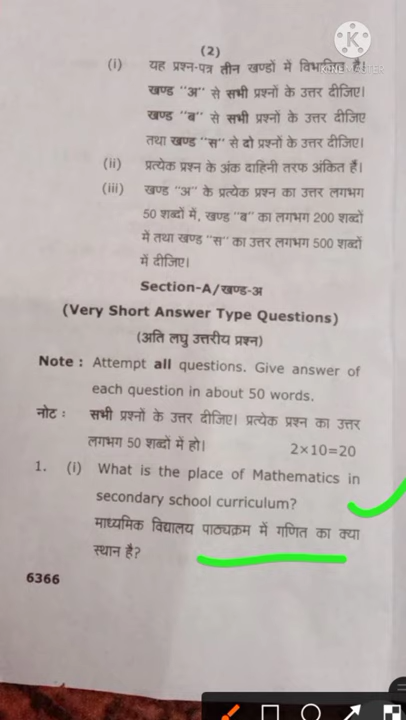 (2)
(i) यह प्रश्न-पत्र तीन खण्डों में विभाजित है।
KINEMASTER
खण्ड "अ" से सभी प्रश्नों के उत्तर दीजिए।
खण्ड "ब" से सभी प्रश्नों के उत्तर दीजिए
तथा खण्ड "स" से दो प्रश्नों के उत्तर दीजिए।
(ii) प्रत्येक प्रश्न के अंक दाहिनी तरफ अंकित हैं।
(iii) खण्ड "अ" के प्रत्येक प्रश्न का उत्तर लगभग
50 शब्दों में, खण्ड "ब" का लगभग 200 शब्दों
में तथा खण्ड "स" का उत्तर लगभग 500 शब्दों
में दीजिए।
Section-A/खण्ड-अ
(Very Short Answer Type Questions)
(अति लघु उत्तरीय प्रश्न)
Note : Attempt all questions. Give answer of
each question in about 50 words.
नोट : सभी प्रश्नों के उत्तर दीजिए। प्रत्येक प्रश्न का उत्तर
लगभग 50 शब्दों में हो। 2×10=20
1. (i) What is the place of Mathematics in
secondary school curriculum?
माध्यमिक विद्यालय पाठ्यक्रम में गणित का क्या
स्थान है?
6366